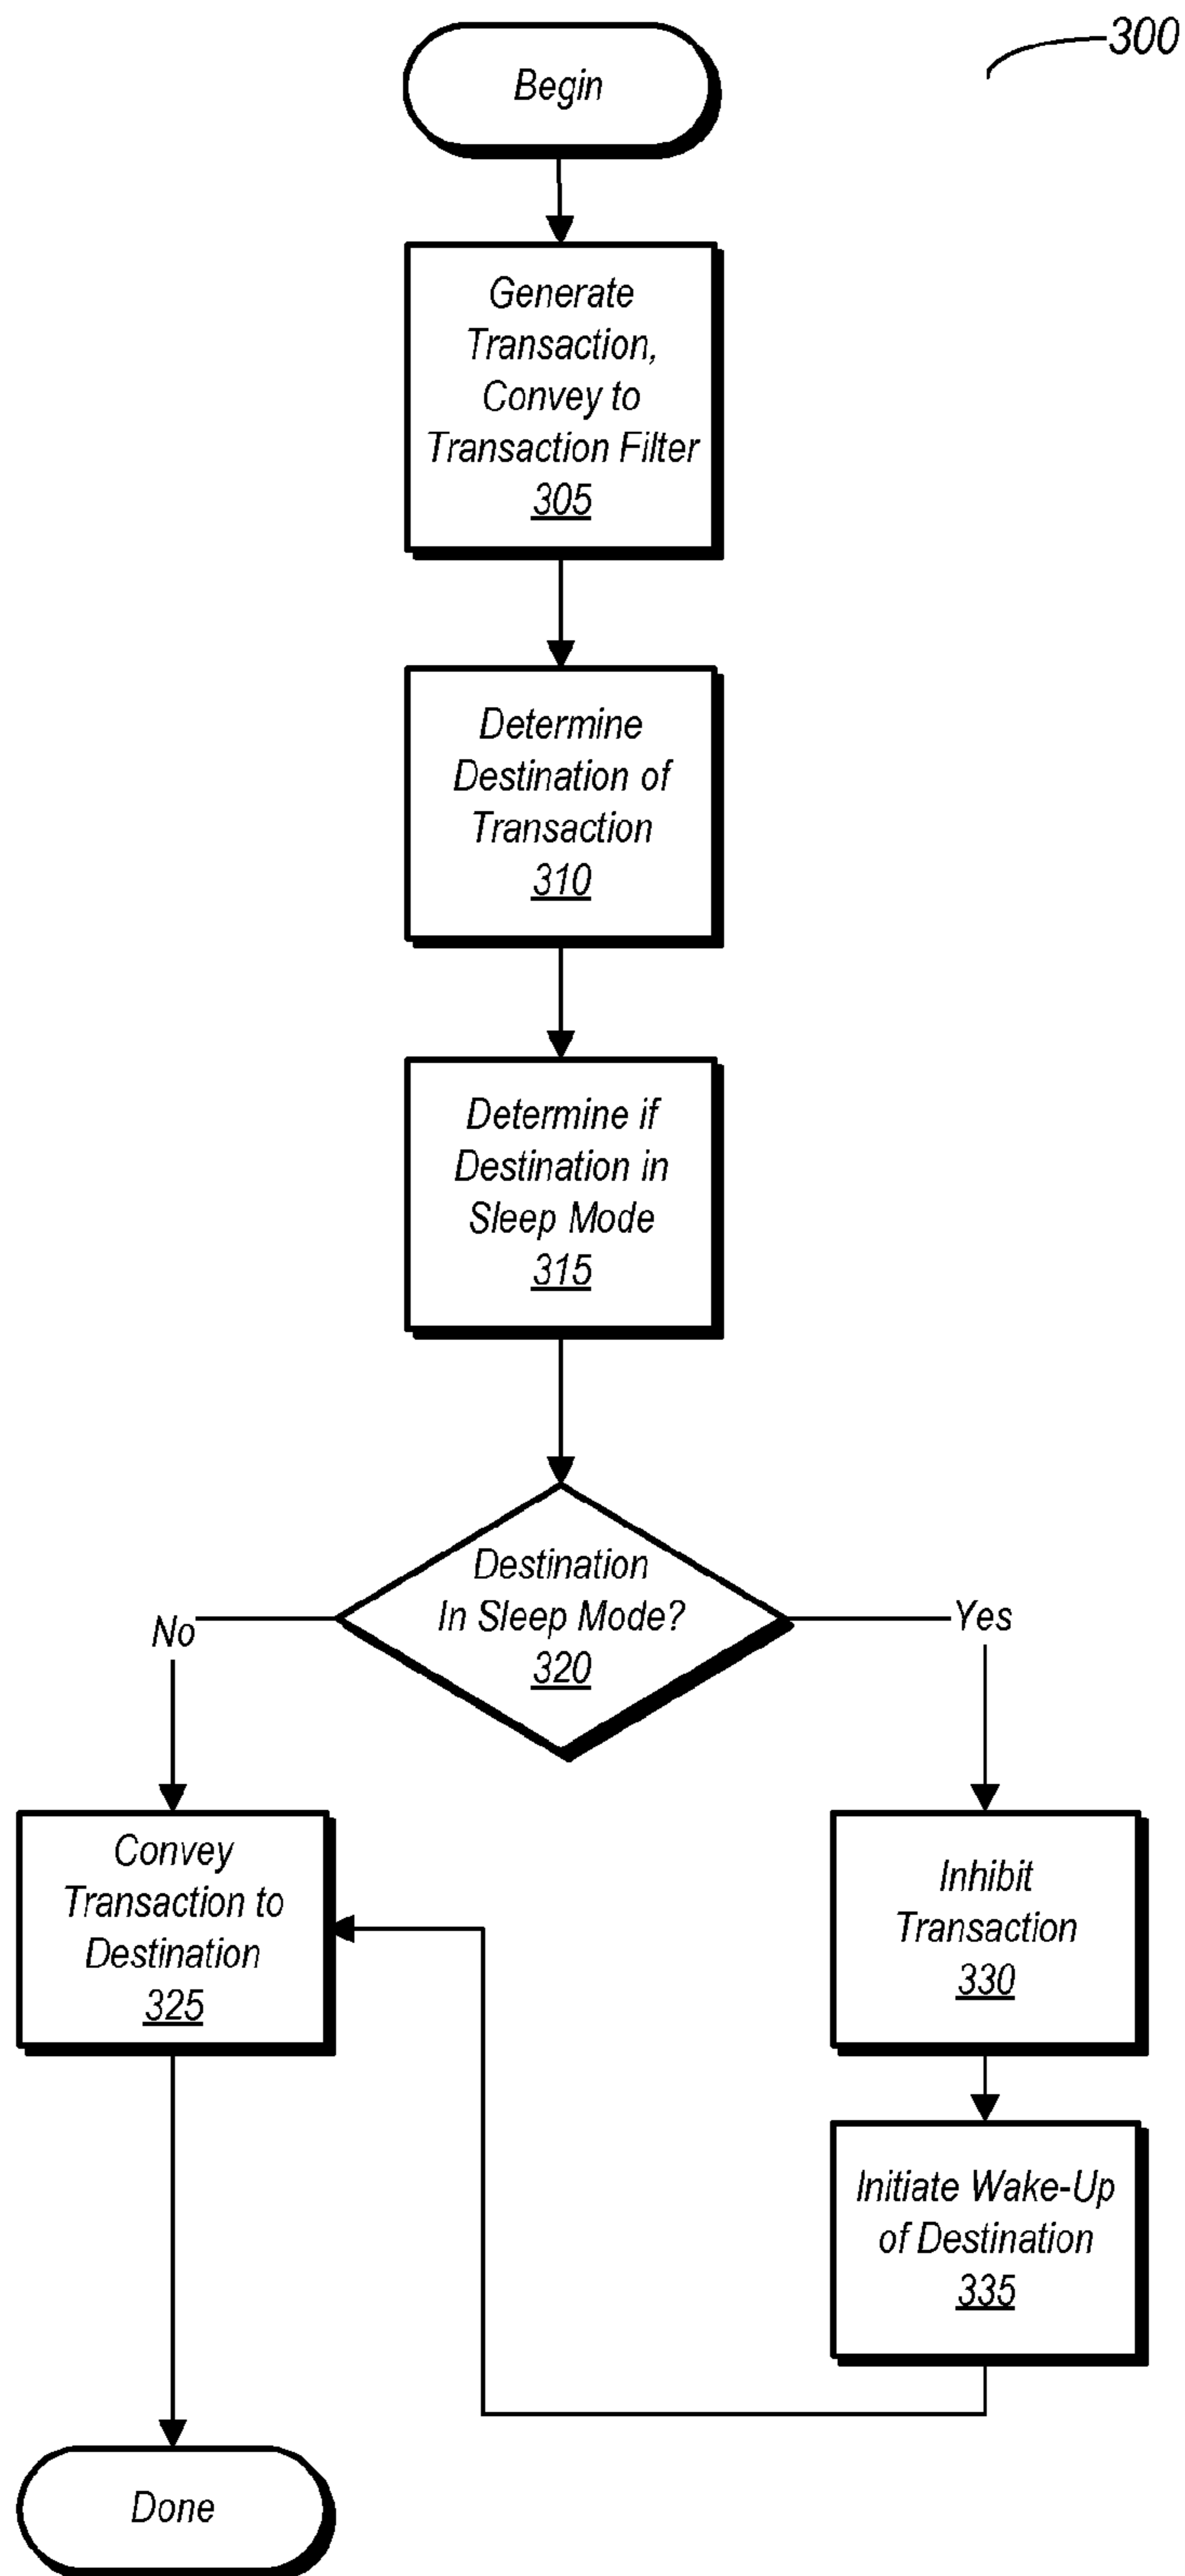 300
Begin
Generate
Transaction,
Convey to
Transaction Filter
305
Determine
Destination of
Transaction
310
Determine if
Destination in
Sleep Mode
315
Destination
In Sleep Mode?
320
No
Yes
Convey
Transaction to
Destination
325
Inhibit
Transaction
330
Initiate Wake-Up
of Destination
335
Done